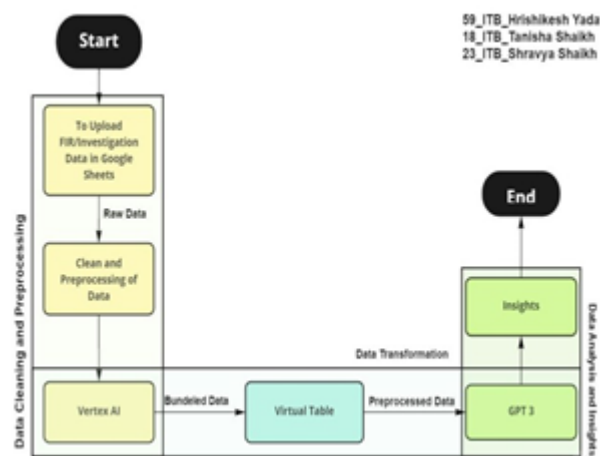 59_ITB_Hrishikesh Yada
18_ITB_Tanisha Shaikh
23_ITB_Shravya Shaikh
Start
To Upload
FIR/Investigation
Data in Google
Sheets
Raw Data
Clean and
Preprocessing of
Data
Vertex AI
Data Cleaning and Preprocessing
Bundeled Data
Virtual Table
Preprocessed Data
Data Transformation
GPT 3
Insights
End
Data Analysis and Insights